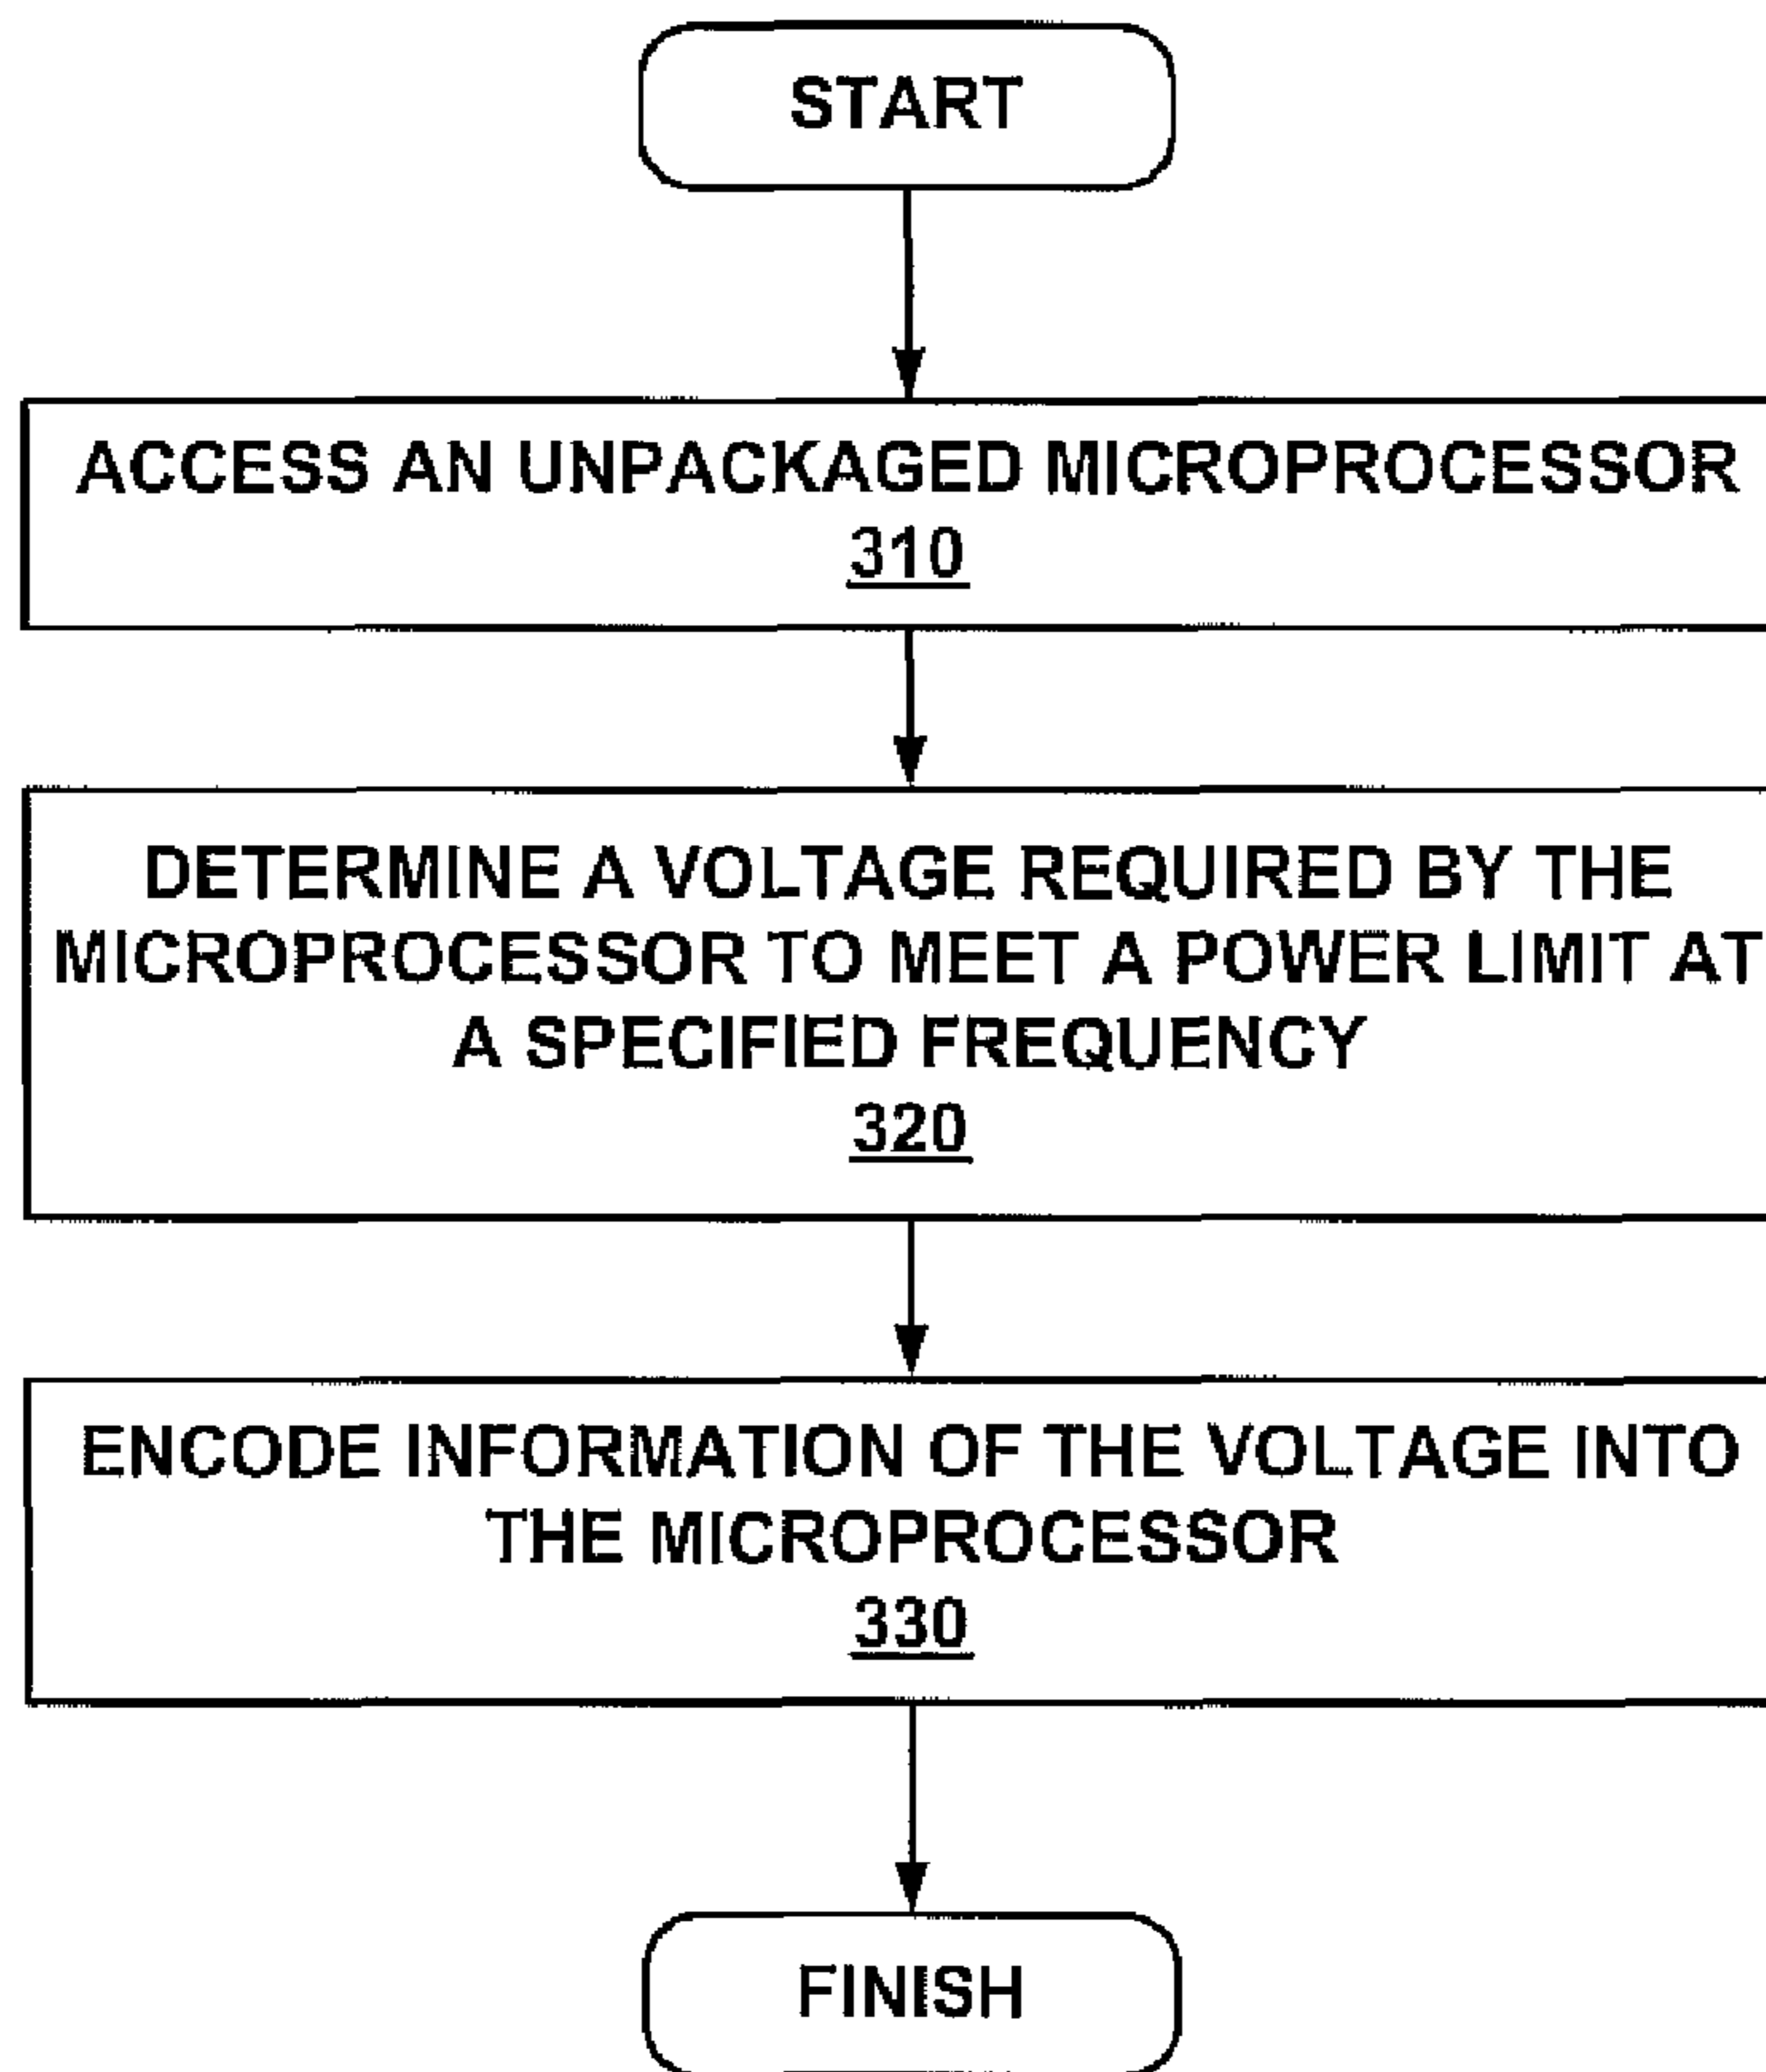 START
ACCESS AN UNPACKAGED MICROPROCESSOR
310
DETERMINE A VOLTAGE REQUIRED BY THE
MICROPROCESSOR TO MEET A POWER LIMIT AT
A SPECIFIED FREQUENCY
320
ENCODE INFORMATION OF THE VOLTAGE INTO
THE MICROPROCESSOR
330
FINISH